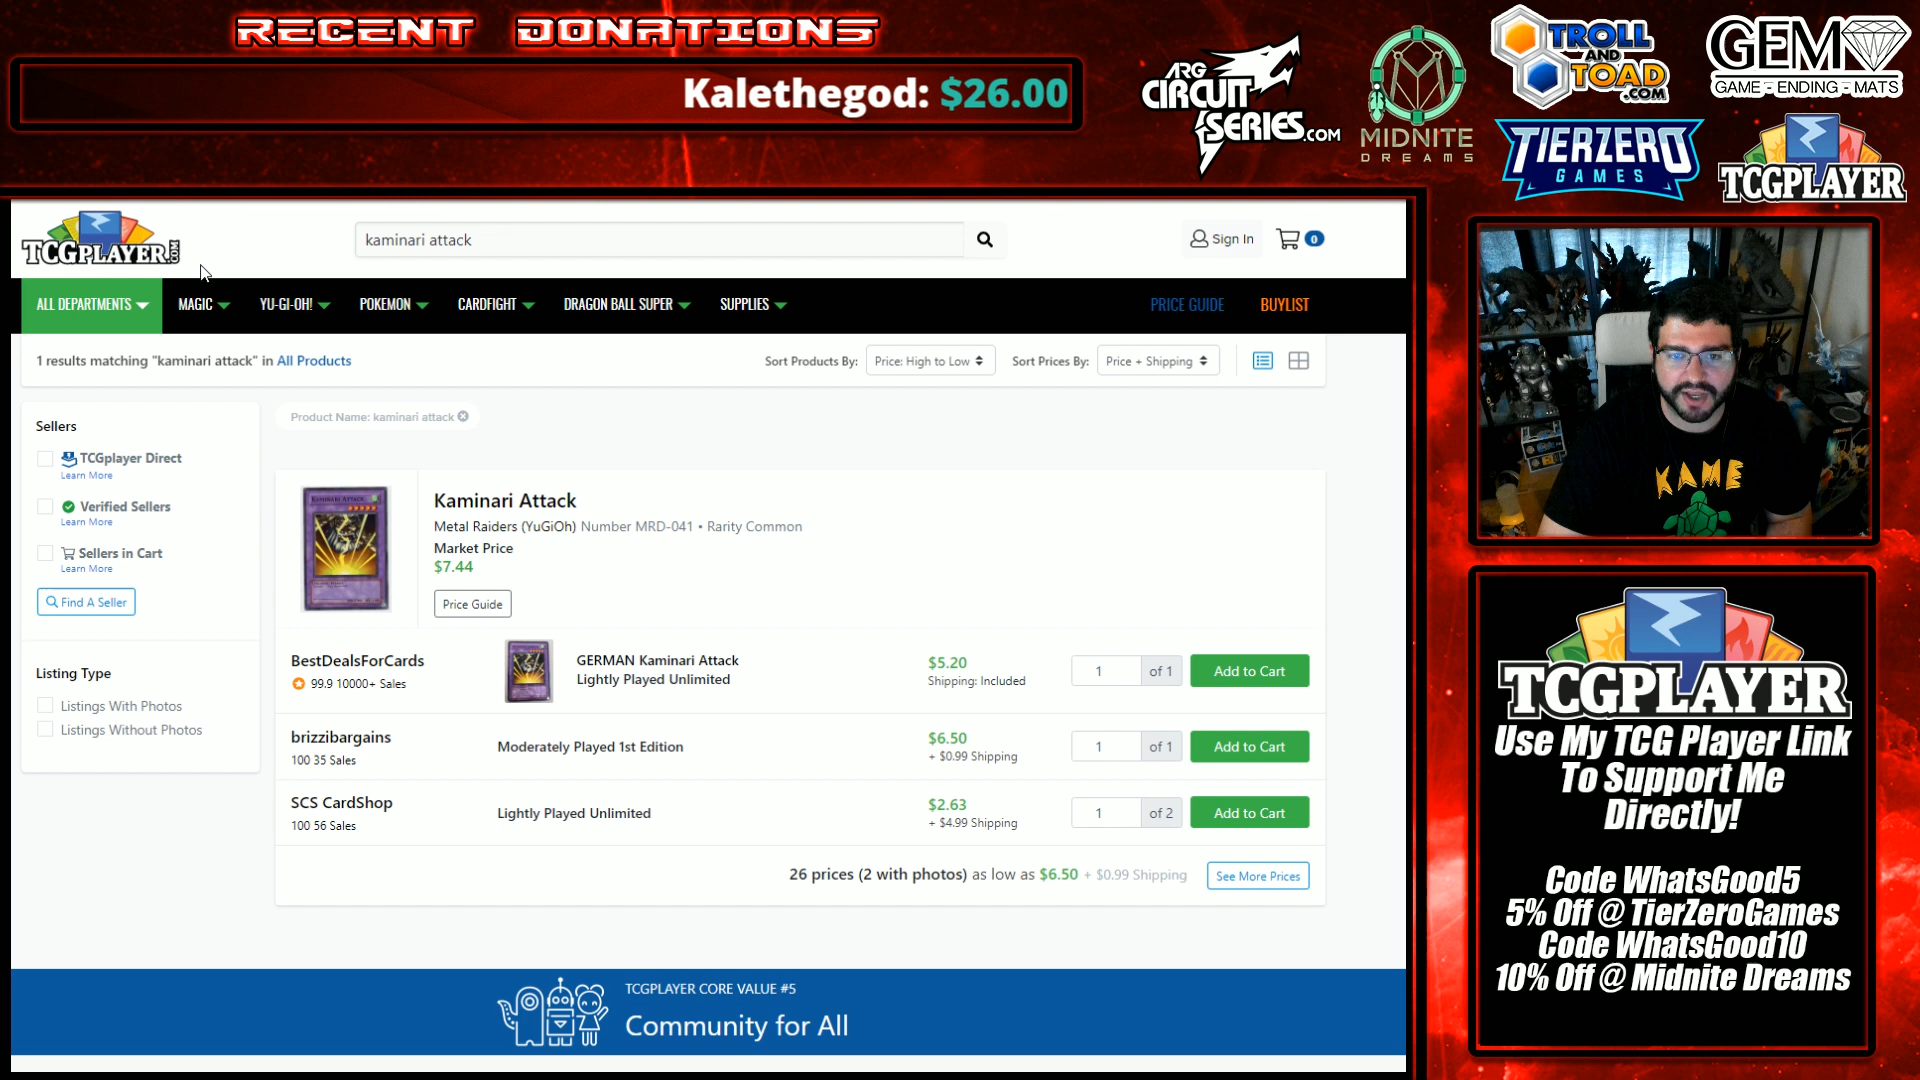 RECENT DONATIONS
Kalethegod: $26.00
ARG
CIRCUIT
SERIES.COM
MIDNITE
DREAMS
TROLL
AND
TOAD
.COM
GEM
GAME - ENDING - MATS
TIERZERO
GAMES
TCGPLAYER
TCGPLAYER.COM
kaminari attack
Sign In
0
ALL DEPARTMENTS
MAGIC
YU-GI-OH!
POKEMON
CARDFIGHT
DRAGON BALL SUPER
SUPPLIES
PRICE GUIDE
BUYLIST
1 results matching "kaminari attack" in All Products
Sort Products By:
Price: High to Low
Sort Prices By:
Price + Shipping
Product Name: kaminari attack
Sellers
TCGplayer Direct
Learn More
Verified Sellers
Learn More
Sellers in Cart
Learn More
Find A Seller
Listing Type
Listings With Photos
Listings Without Photos
KAMINARI ATTACK
Kaminari Attack
Metal Raiders (YuGiOh) Number MRD-041 • Rarity Common
Market Price
$7.44
Price Guide
BestDealsForCards
99.9 10000+ Sales
GERMAN Kaminari Attack
Lightly Played Unlimited
$5.20
Shipping: Included
1
of 1
Add to Cart
brizzibargains
100 35 Sales
Moderately Played 1st Edition
$6.50
+ $0.99 Shipping
1
of 1
Add to Cart
SCS CardShop
100 56 Sales
Lightly Played Unlimited
$2.63
+ $4.99 Shipping
1
of 2
Add to Cart
26 prices (2 with photos) as low as $6.50 + $0.99 Shipping
See More Prices
TCGPLAYER CORE VALUE #5
Community for All
KAME
TCGPLAYER
Use My TCG Player Link
To Support Me
Directly!
Code WhatsGood5
5% Off @ TierZeroGames
Code WhatsGood10
10% Off @ Midnite Dreams